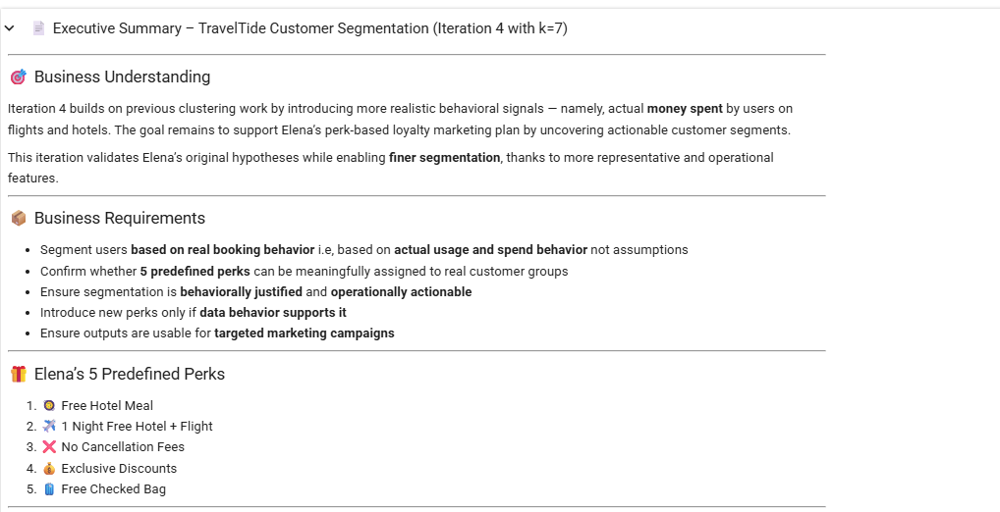 Executive Summary – TravelTide Customer Segmentation (Iteration 4 with k=7)
Business Understanding
Iteration 4 builds on previous clustering work by introducing more realistic behavioral signals — namely, actual money spent by users on
flights and hotels. The goal remains to support Elena's perk-based loyalty marketing plan by uncovering actionable customer segments.
This iteration validates Elena's original hypotheses while enabling finer segmentation, thanks to more representative and operational
features.
Business Requirements
• Segment users based on real booking behavior i.e, based on actual usage and spend behavior not assumptions
• Confirm whether 5 predefined perks can be meaningfully assigned to real customer groups
• Ensure segmentation is behaviorally justified and operationally actionable
• Introduce new perks only if data behavior supports it
• Ensure outputs are usable for targeted marketing campaigns
Elena's 5 Predefined Perks
1. Free Hotel Meal
2. 1 Night Free Hotel + Flight
3. No Cancellation Fees
4. Exclusive Discounts
5. Free Checked Bag